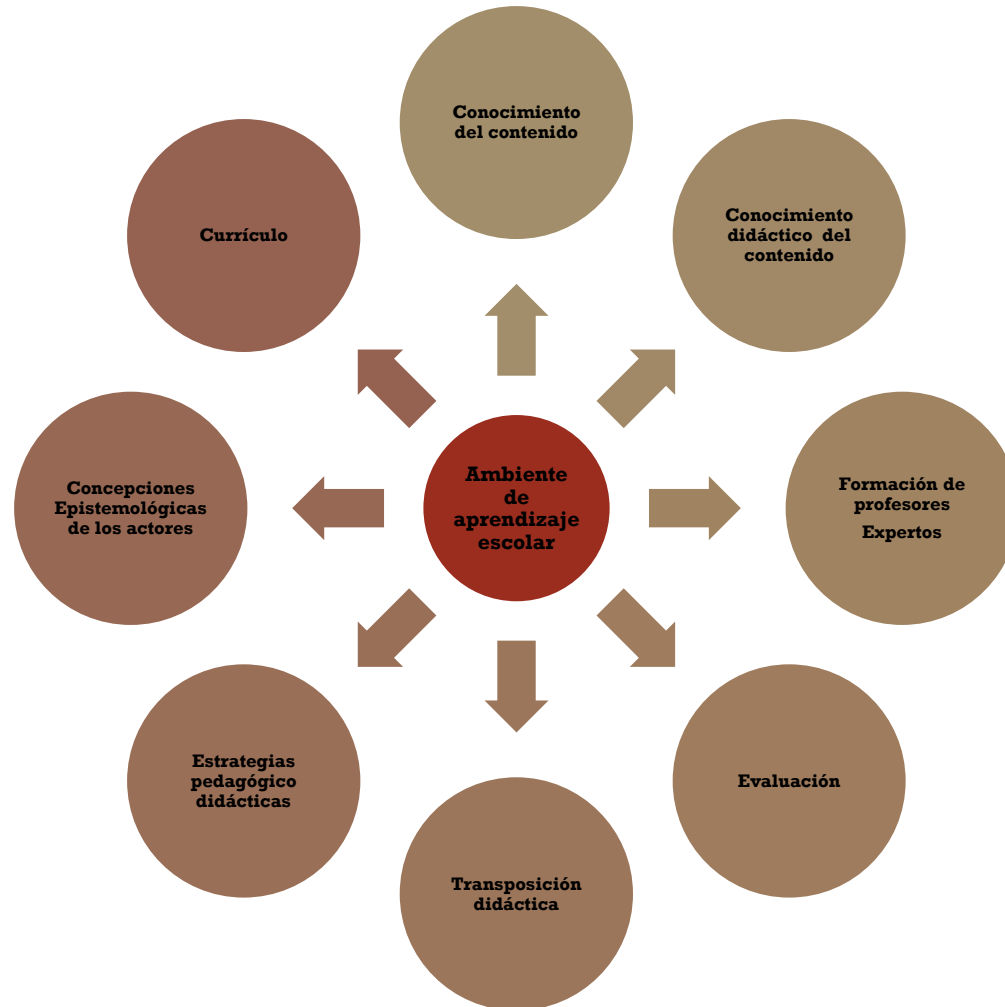 Conocimiento
del contenido
Conocimiento
didáctico del
contenido
Formación de
profesores
Expertos
Evaluación
Transposición
didáctica
Estrategias
pedagógico
didácticas
Concepciones
Epistemológicas
de los actores
Currículo
Ambiente
de
aprendizaje
escolar